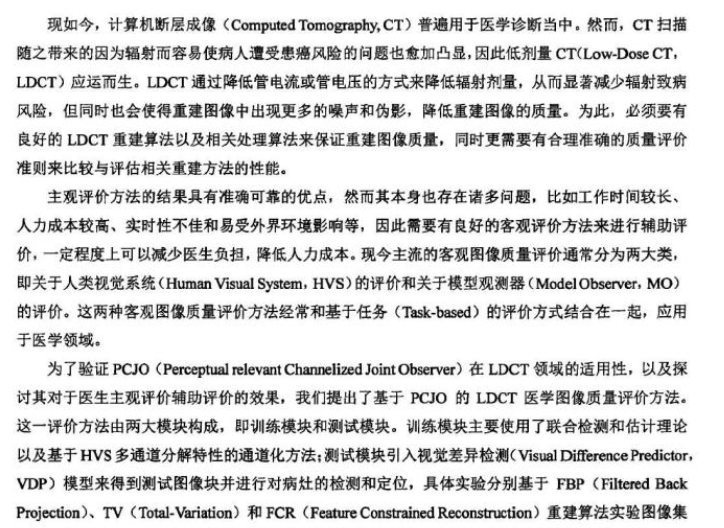 现如今，计算机断层成像（Computed Tomography, CT）普遍用于医学诊断当中。然而，CT 扫描
随之带来的因为辐射而容易使病人遭受患癌风险的问题也愈加凸显，因此低剂量 CT(Low-Dose CT,
LDCT）应运而生。LDCT 通过降低管电流或管电压的方式来降低辐射剂量，从而显著减少辐射致病
风险，但同时也会使得重建图像中出现更多的噪声和伪影，降低重建图像的质量。为此，必须要有
良好的 LDCT 重建算法以及相关处理算法来保证重建图像质量，同时更需要有合理准确的质量评价
准则来比较与评估相关重建方法的性能。
主观评价方法的结果具有准确可靠的优点，然而其本身也存在诸多问题，比如工作时间较长、
人力成本较高、实时性不佳和易受外界环境影响等，因此需要有良好的客观评价方法来进行辅助评
价，一定程度上可以减少医生负担，降低人力成本。现今主流的客观图像质量评价通常分为两大类，
即关于人类视觉系统(Human Visual System, HVS)的评价和关于模型观测器(Model Observer, MO)
的评价。这两种客观图像质量评价方法经常和基于任务（Task-based）的评价方式结合在一起，应用
于医学领域。
为了验证 PCJO（Perceptual relevant Channelized Joint Observer）在 LDCT 领域的适用性，以及探
讨其对于医生主观评价辅助评价的效果，我们提出了基于 PCJO 的 LDCT 医学图像质量评价方法。
这一评价方法由两大模块构成，即训练模块和测试模块。训练模块主要使用了联合检测和估计理论
以及基于 HVS 多通道分解特性的通道化方法；测试模块引入视觉差异检测(Visual Difference Predictor,
VDP）模型来得到测试图像块并进行对病灶的检测和定位，具体实验分别基于 FBP（Filtered Back
Projection）、TV（Total-Variation）和 FCR（Feature Constrained Reconstruction）重建算法实验图像集